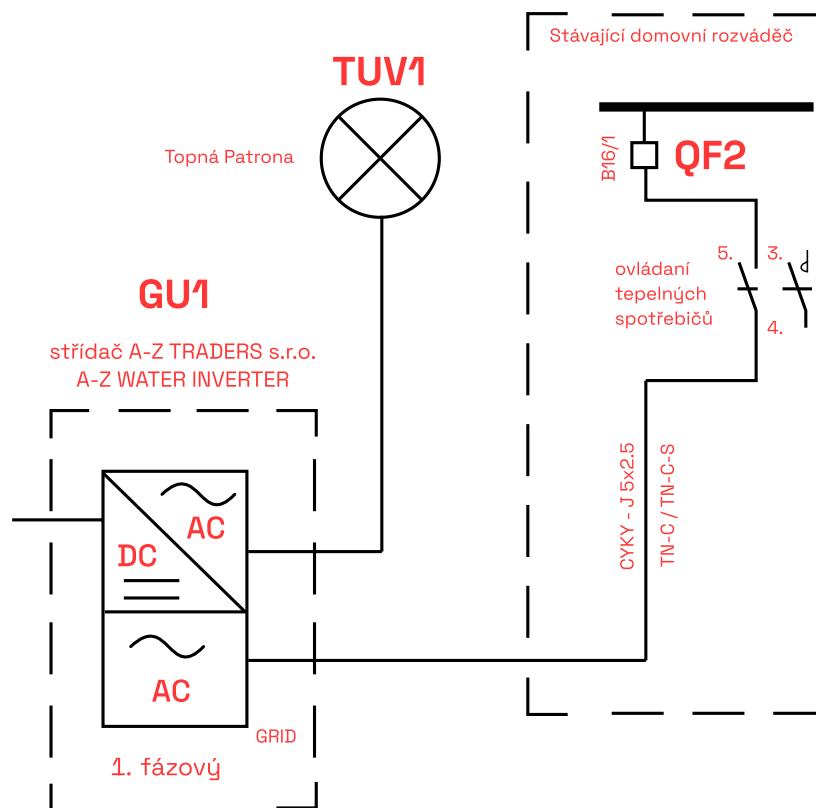 Stávající domovní rozváděč
TUV1
Topná Patrona
B16/1
QF2
5.
3.
ovládaní
tepelných
spotřebičů
4.
GU1
střídač A-Z TRADERS s.r.o.
A-Z WATER INVERTER
AC
DC
AC
GRID
1. fázový
CYKY - J 5x2.5
TN-C / TN-C-S